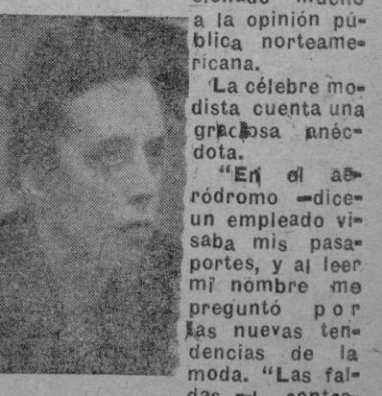 mucho
a la opinión pú-
blica norteame-
ricana.
La célebre mo-
dista cuenta una
graciosa anéc-
dota.
"En el ae-
ródromo —dice—
un empleado vi-
saba mis pasa-
portes, y al leer
mi nombre me
preguntó por
las nuevas ten-
dencias de la
moda. "Las fal-